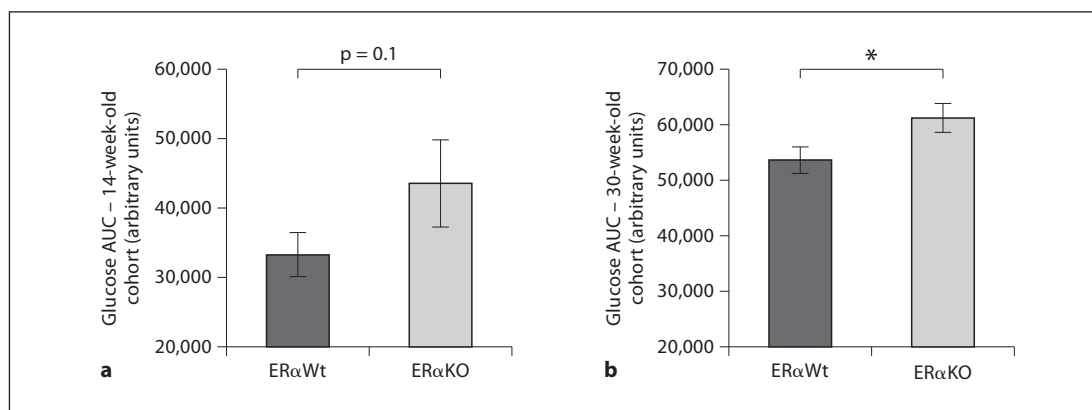 Glucose AUC – 14-week-old
cohort (arbitrary units)
60,000
50,000
40,000
30,000
20,000
p = 0.1
ERαWt
ERαKO
a
Glucose AUC – 30-week-old
cohort (arbitrary units)
70,000
60,000
50,000
40,000
30,000
20,000
*
ERαWt
ERαKO
b